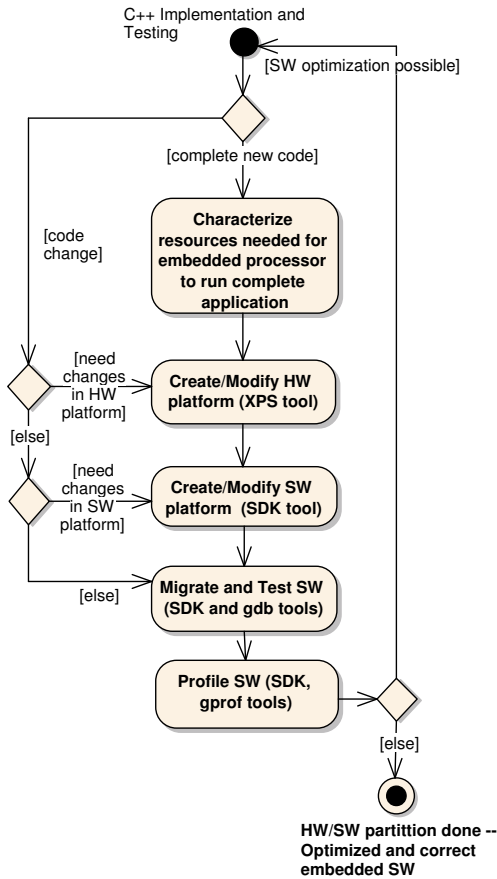 C++ Implementation and
Testing
[SW optimization possible]
[complete new code]
[code
change]
Characterize
resources needed for
embedded processor
to run complete
application
[need
changes
in HW
platform]
Create/Modify HW
platform (XPS tool)
[else]
[need
changes
in SW
platform]
Create/Modify SW
platform (SDK tool)
[else]
Migrate and Test SW
(SDK and gdb tools)
Profile SW (SDK,
gprof tools)
[else]
HW/SW partittion done --
Optimized and correct
embedded SW